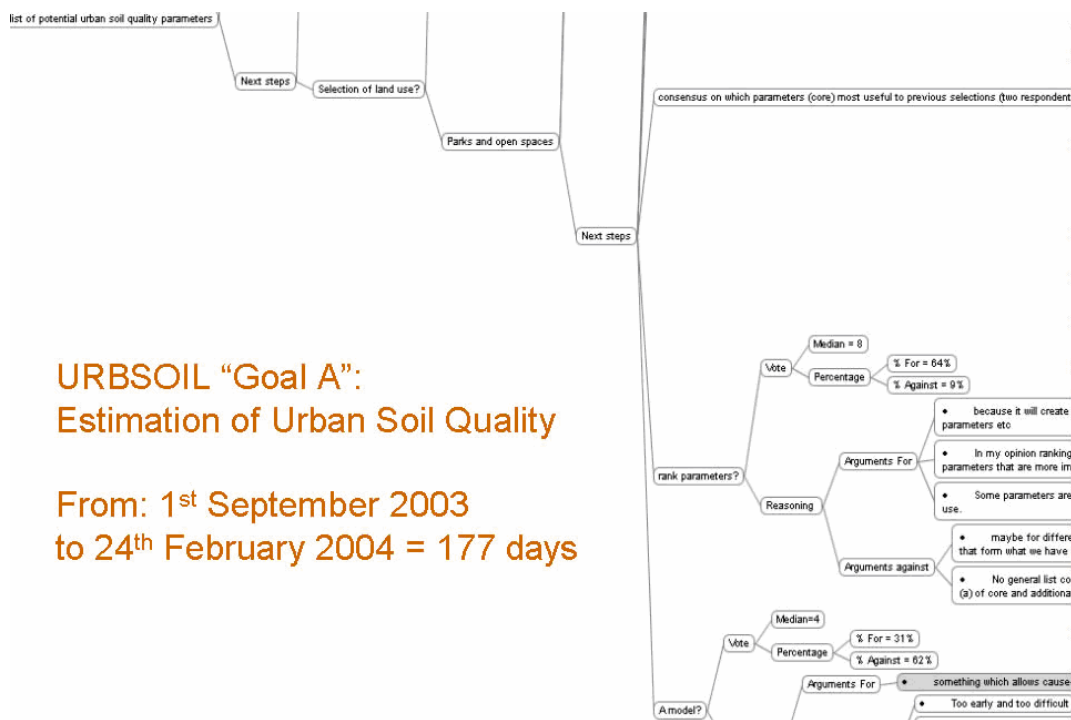 list of potential urban soil quality parameters
Next steps
Selection of land use?
consensus on which parameters (core) most useful to previous selections (two respondent
Parks and open spaces
Next steps
URBSOIL “Goal A”:
Estimation of Urban Soil Quality
From: 1st September 2003
to 24th February 2004 = 177 days
rank parameters?
Vote
Median = 8
Percentage
% For = 64%
% Against = 9%
Reasoning
Arguments For
• because it will create
parameters etc
• In my opinion ranking
parameters that are more im
• Some parameters are
use.
Arguments against
• maybe for differe
that form what we have
• No general list co
(a) of core and additiona
A model?
Vote
Median=4
Percentage
% For = 31%
% Against = 62%
Arguments For
• something which allows cause-
• Too early and too difficult